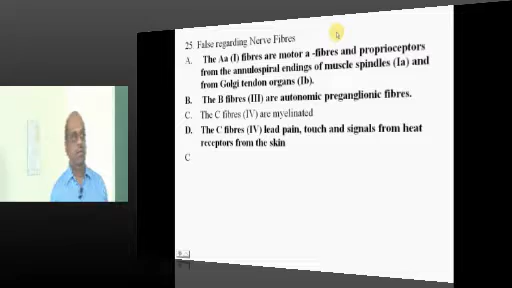 25. False regarding Nerve Fibres
A. The Aa (I) fibres are motor a -fibres and proprioceptors
from the annulospiral endings of muscle spindles (Ia) and
from Golgi tendon organs (Ib).
B. The B fibres (III) are autonomic preganglionic fibres.
C. The C fibres (IV) are myelinated
D. The C fibres (IV) lead pain, touch and signals from heat
receptors from the skin
C